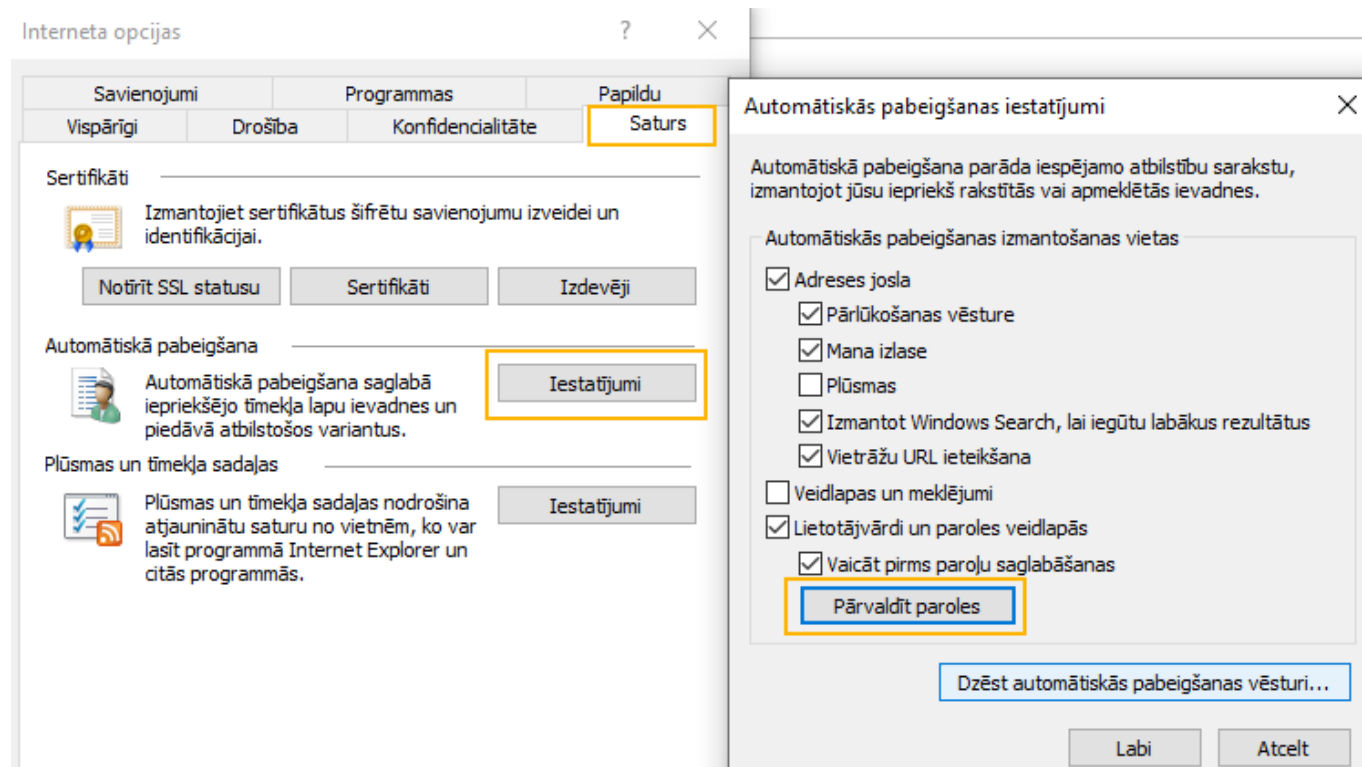 Interneta opcijas
?
Savienojumi
Programmas
Papildu
Vispārīgi
Drošība
Konfidencialitāte
Saturs
Sertifikāti
Izmantojiet sertifikātus šifrētu savienojumu izveidei un
identifikācijai.
Notīrīt SSL statusu
Sertifikāti
Izdevēji
Automātiskā pabeigšana
Automātiskā pabeigšana saglabā
iepriekšējo tīmekļa lapu ievadnes un
piedāvā atbilstošos variantus.
Iestatījumi
Plūsmas un tīmekļa sadaļas
Plūsmas un tīmekļa sadaļas nodrošina
atjauninātu saturu no vietnēm, ko var
lasīt programmā Internet Explorer un
citās programmās.
Iestatījumi
Automātiskās pabeigšanas iestatījumi
Automātiskā pabeigšana parāda iespējamo atbilstību sarakstu,
izmantojot jūsu iepriekš rakstītās vai apmeklētās ievadnes.
Automātiskās pabeigšanas izmantošanas vietas
Adreses josla
Pārlūkošanas vēsture
Mana izlase
Plūsmas
Izmantot Windows Search, lai iegūtu labākus rezultātus
Vietrāžu URL ieteikšana
Veidlapas un meklējumi
Lietotājvārdi un paroles veidlapās
Vaicāt pirms paroļu saglabāšanas
Pārvaldīt paroles
Dzēst automātiskās pabeigšanas vēsturi...
Labi
Atcelt